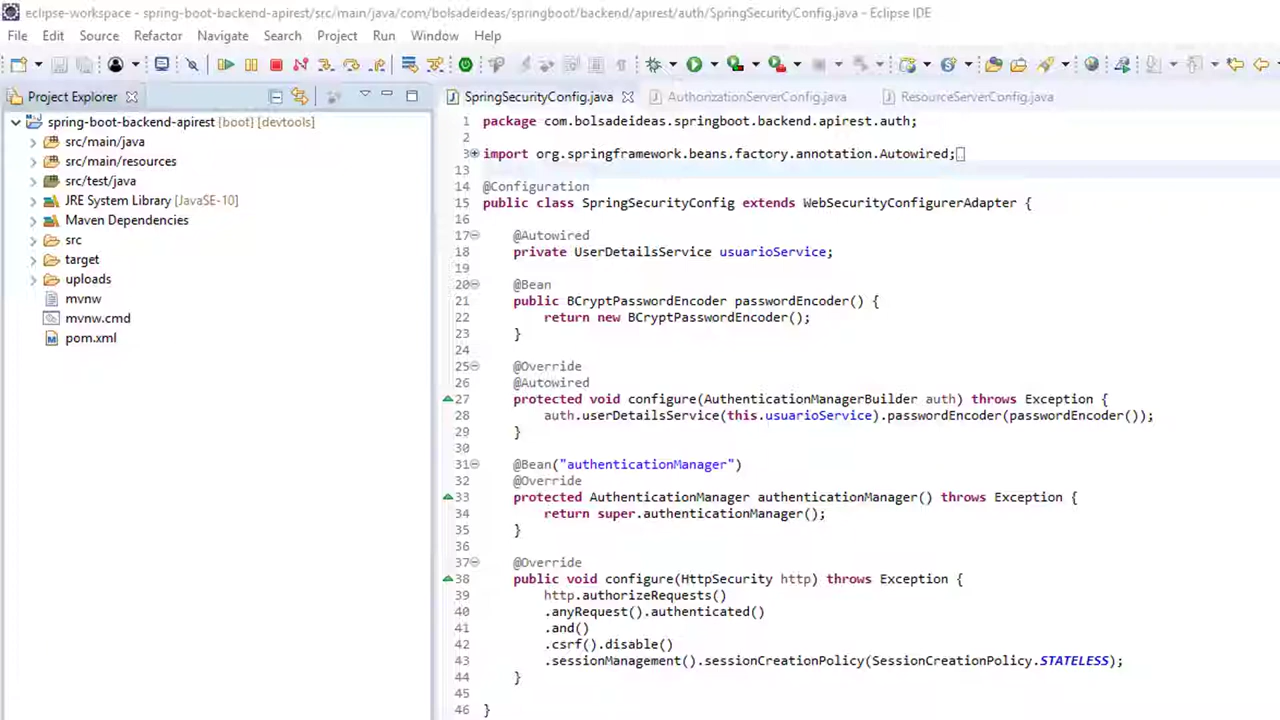 eclipse-workspace - spring-boot-backend-apirest/src/main/java/com/bolsadeideas/springboot/backend/apirest/auth/SpringSecurityConfig.java - Eclipse IDE
File Edit Source Refactor Navigate Search Project Run Window Help
Project Explorer
SpringSecurityConfig.java AuthorizationServerConfig.java ResourceServerConfig.java
spring-boot-backend-apirest [boot] [devtools]
src/main/java
src/main/resources
src/test/java
JRE System Library [JavaSE-10]
Maven Dependencies
src
target
uploads
mvnw
mvnw.cmd
pom.xml
1 package com.bolsadeideas.springboot.backend.apirest.auth;
2
3 import org.springframework.beans.factory.annotation.Autowired;
13
14 @Configuration
15 public class SpringSecurityConfig extends WebSecurityConfigurerAdapter {
16
17 @Autowired
18 private UserDetailsService usuarioService;
19
20 @Bean
21 public BCryptPasswordEncoder passwordEncoder() {
22 return new BCryptPasswordEncoder();
23 }
24
25 @Override
26 @Autowired
27 protected void configure(AuthenticationManagerBuilder auth) throws Exception {
28 auth.userDetailsService(this.usuarioService).passwordEncoder(passwordEncoder());
29 }
30
31 @Bean("authenticationManager")
32 @Override
33 protected AuthenticationManager authenticationManager() throws Exception {
34 return super.authenticationManager();
35 }
36
37 @Override
38 public void configure(HttpSecurity http) throws Exception {
39 http.authorizeRequests()
40 .anyRequest().authenticated()
41 .and()
42 .csrf().disable()
43 .sessionManagement().sessionCreationPolicy(SessionCreationPolicy.STATELESS);
44 }
45
46 }